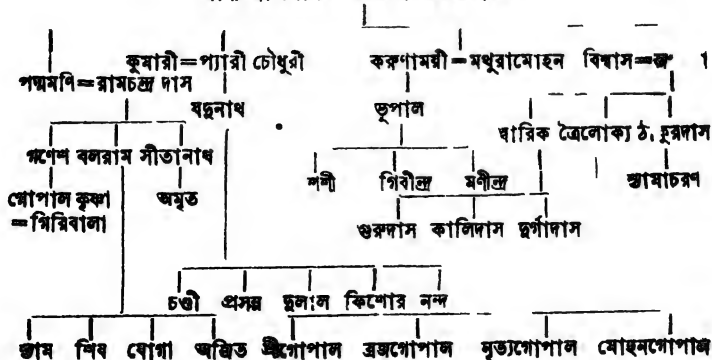 কুমারী=প্যারী চৌধুরী করুণাময়ী=মথুরামোহন বিশ্বাস=জ
পদ্মমণি=রামচন্দ্র দাস
যদুনাথ ভূপাল
দ্বারিক ত্রৈলোক্য ঠাকুরদাস
গণেশ বলরাম সীতানাথ
শশী গিরীন্দ্র মণীন্দ্র শ্যামাচরণ
গোপাল কৃষ্ণা অমৃত
=গিরিবালা
গুরুদাস কালিদাস দুর্গাদাস
চণ্ডী প্রসন্ন দুলাল কিশোর নন্দ
শ্যাম শিব যোগা অজিত শ্রীগোপাল ব্রজগোপাল নৃত্যগোপাল মোহনগোপাল